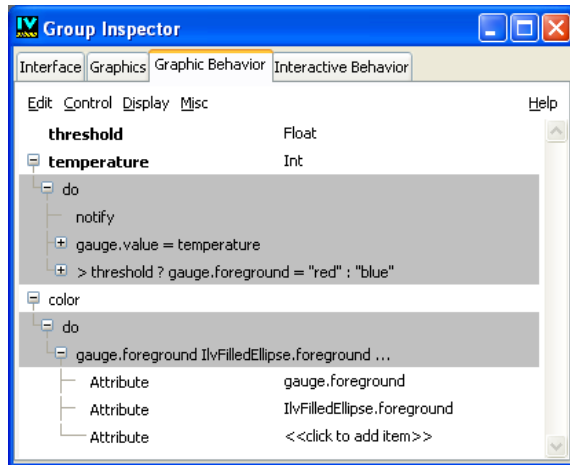 IV Group Inspector
Interface Graphics Graphic Behavior Interactive Behavior
Edit Control Display Misc Help
threshold Float
temperature Int
do
notify
gauge.value = temperature
> threshold ? gauge.foreground = "red" : "blue"
color
do
gauge.foreground IlvFilledEllipse.foreground ...
Attribute gauge.foreground
Attribute IlvFilledEllipse.foreground
Attribute <<click to add item>>